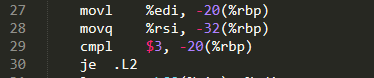 27 movl %edi, -20(%rbp)
28 movq %rsi, -32(%rbp)
29 cmpl $3, -20(%rbp)
30 je .L2